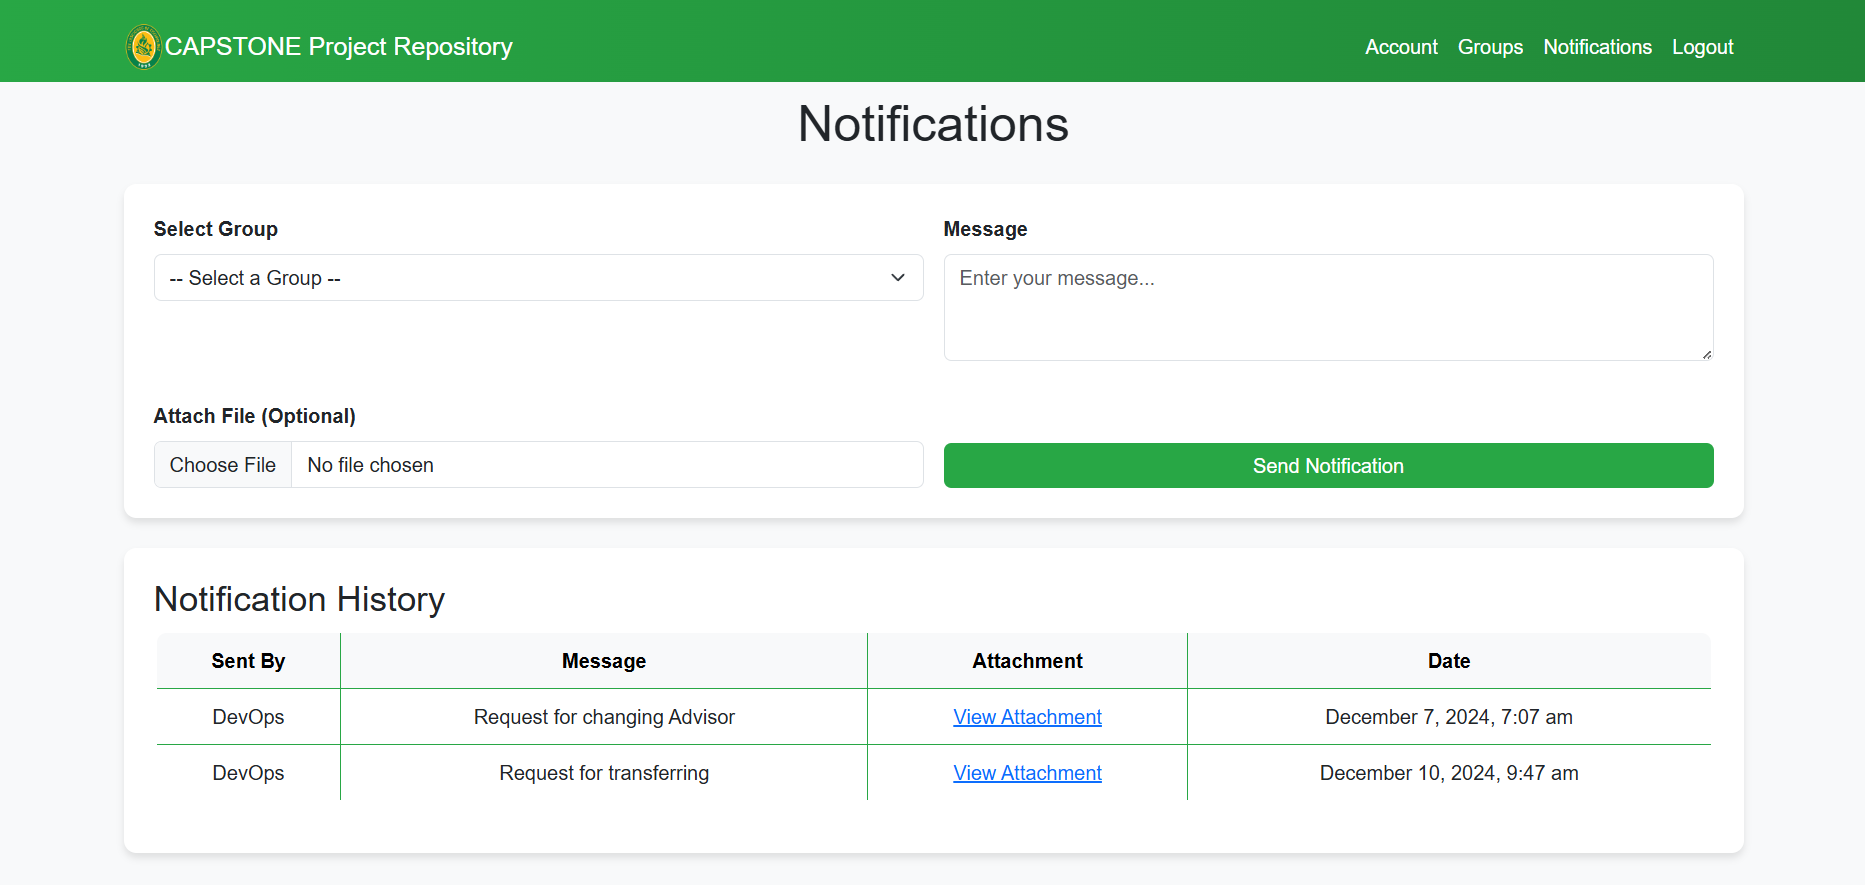 CAPSTONE Project Repository
Account Groups Notifications Logout
Notifications
Select Group
-- Select a Group --
Message
Enter your message...
Attach File (Optional)
Choose File No file chosen
Send Notification
Notification History
Sent By Message Attachment Date
DevOps Request for changing Advisor View Attachment December 7, 2024, 7:07 am
DevOps Request for transferring View Attachment December 10, 2024, 9:47 am